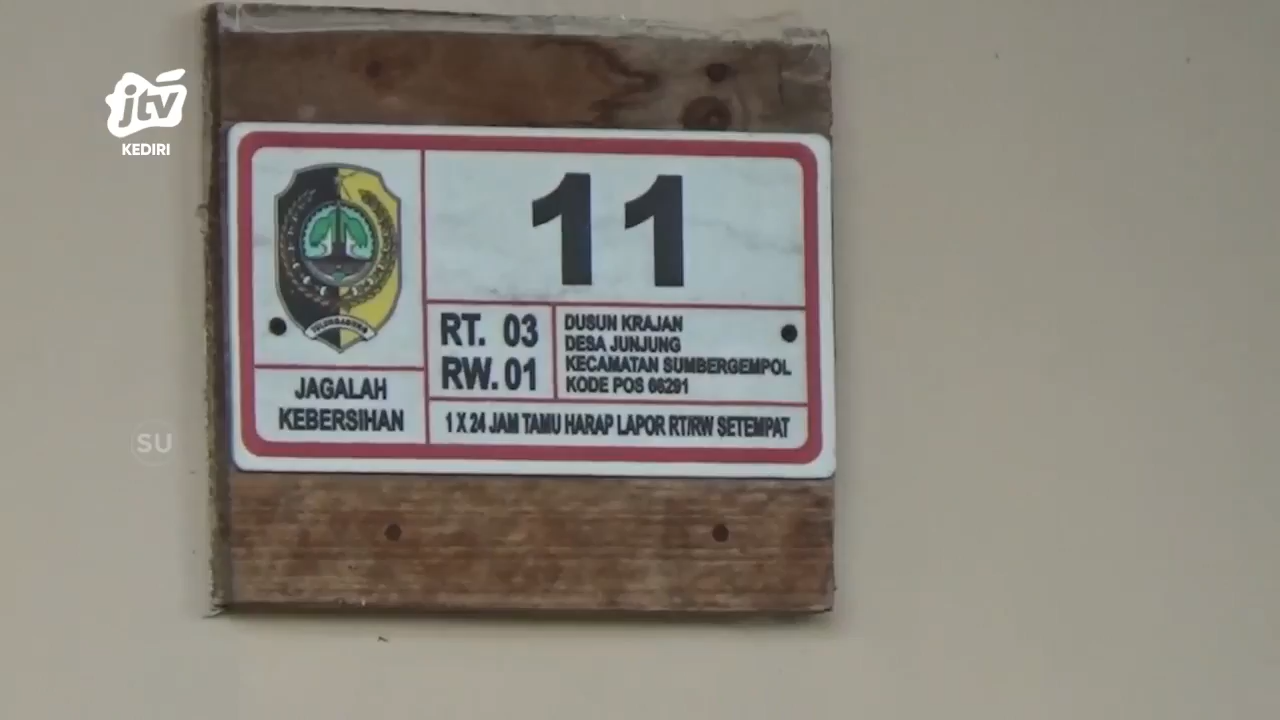 jtv
KEDIRI
11
TULUNGAGUNG
RT. 03
RW. 01
DUSUN KRAJAN
DESA JUNJUNG
KECAMATAN SUMBERGEMPOL
KODE POS 66291
JAGALAH
KEBERSIHAN
1 X 24 JAM TAMU HARAP LAPOR RT/RW SETEMPAT
SU